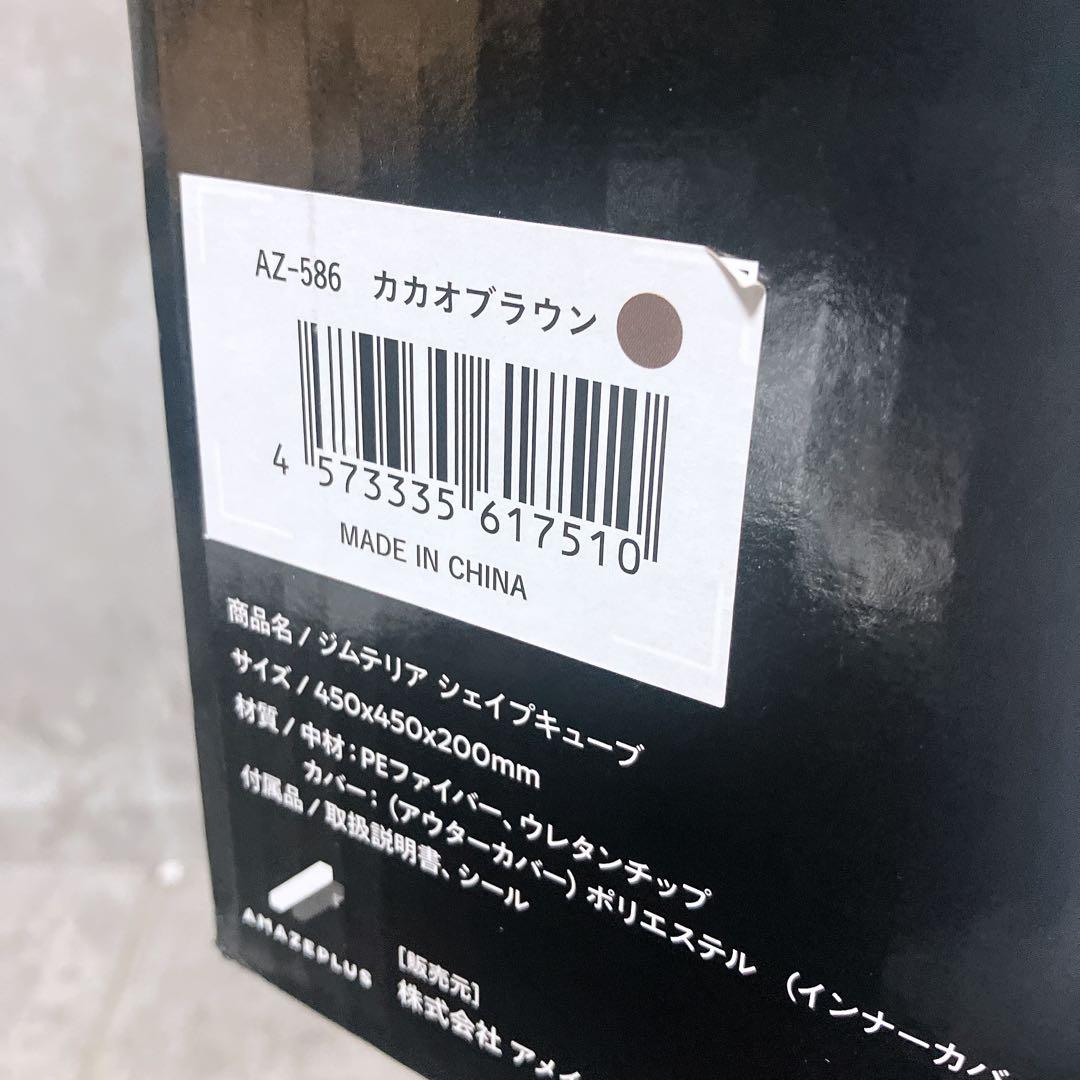 AZ-586 カカオブラウン
4 573335 617510
MADE IN CHINA
商品名 / ジムテリア シェイプキューブ
サイズ / 450x450x200mm
材質 / 中材：PEファイバー、ウレタンチップ
カバー：（アウターカバー）ポリエステル （インナーカバ
付属品 / 取扱説明書、シール
AMAZEPLUS
［販売元］
株式会社 アメイ